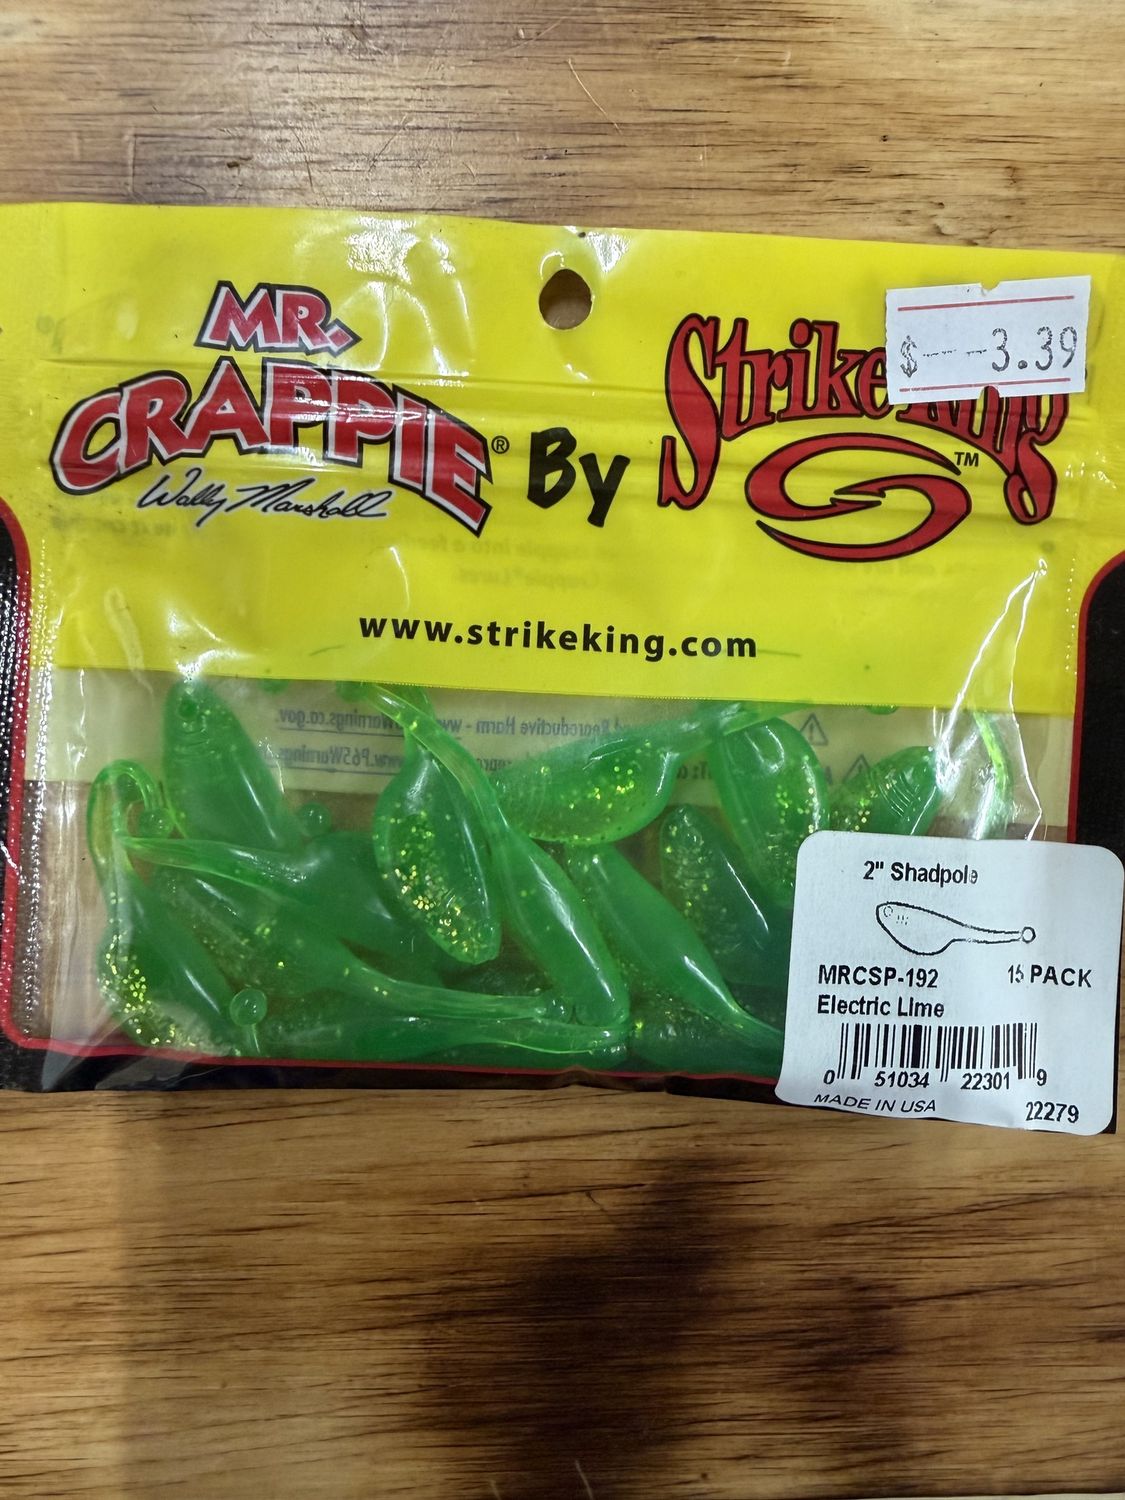 $ --- 3.39
MR.
CRAPPIE®
Wally Marshall
By
Strike King™
www.strikeking.com
2" Shadpole
MRCSP-192 15 PACK
Electric Lime
0 51034 22301 9
MADE IN USA 22279